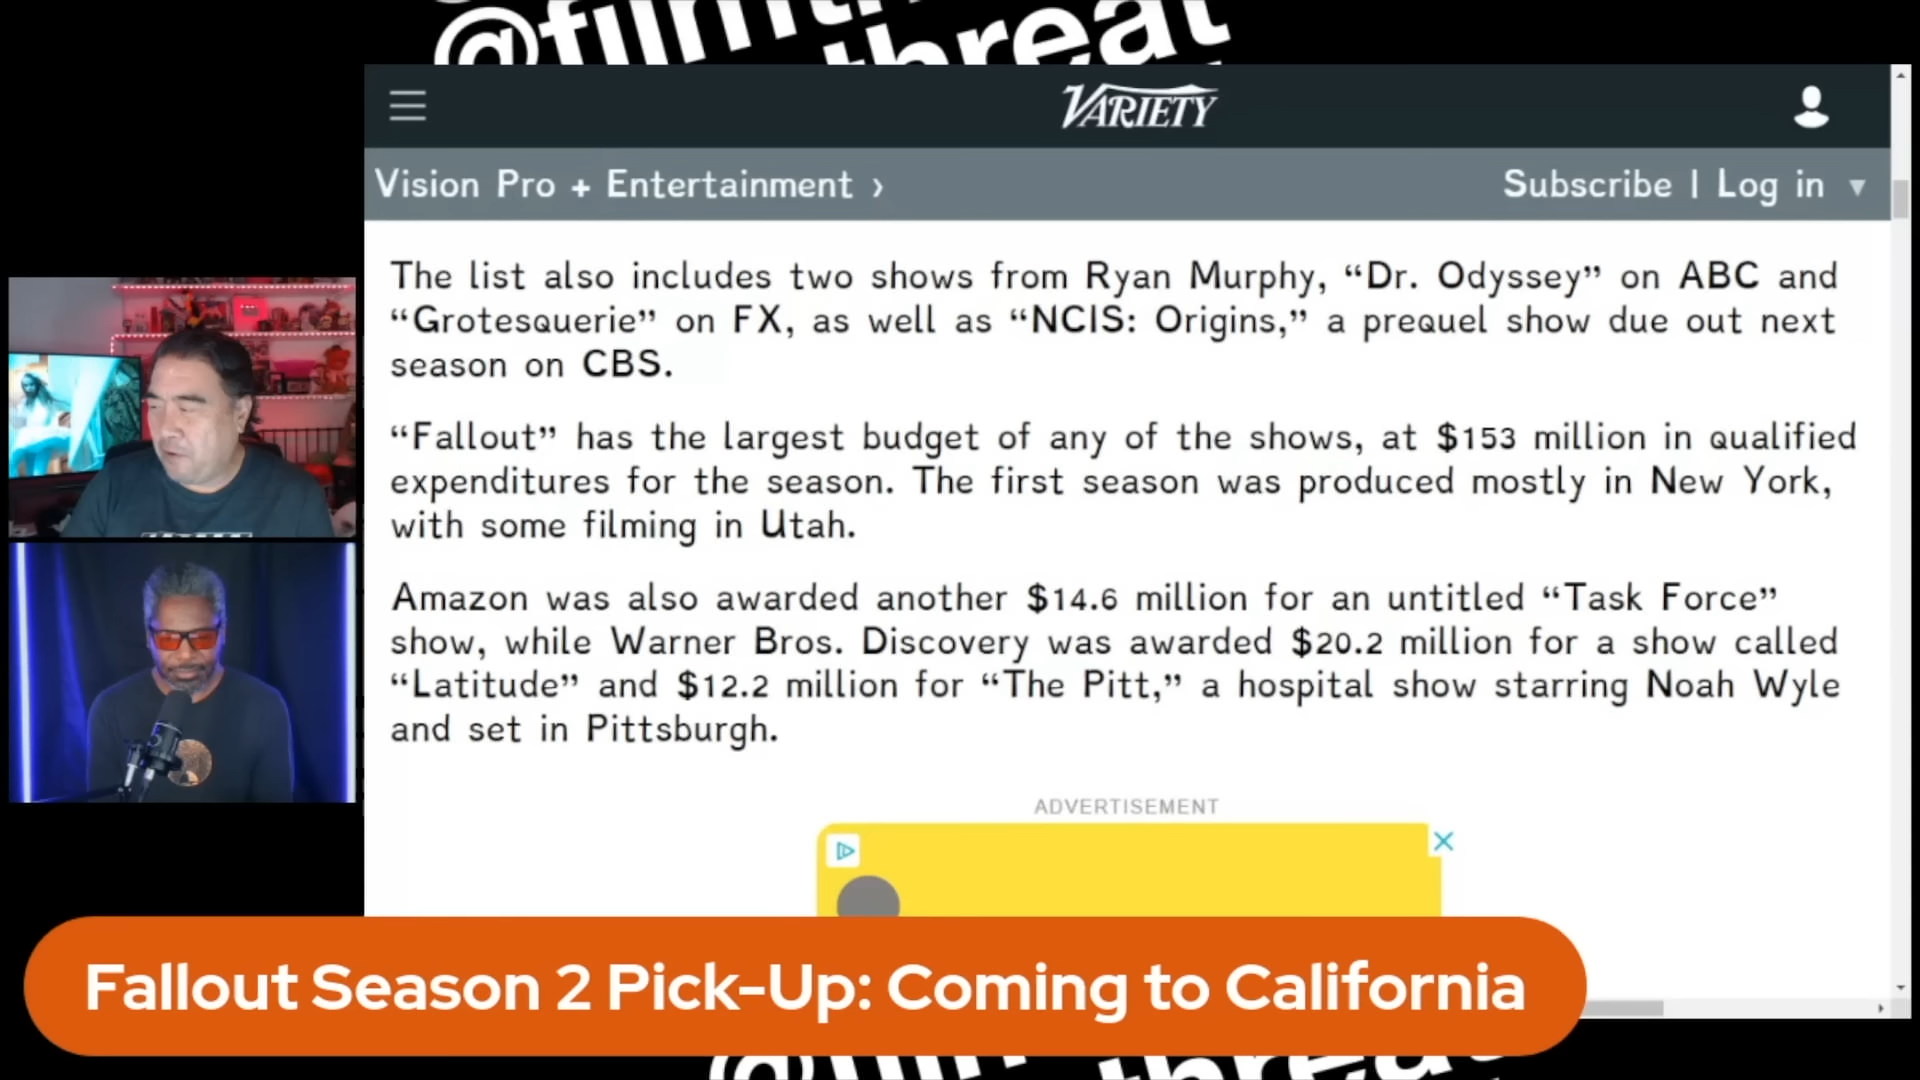 @filmth
threat
VARIETY
Vision Pro + Entertainment ›
Subscribe | Log in ▼
The list also includes two shows from Ryan Murphy, “Dr. Odyssey” on ABC and
“Grotesquerie” on FX, as well as “NCIS: Origins,” a prequel show due out next
season on CBS.
“Fallout” has the largest budget of any of the shows, at $153 million in qualified
expenditures for the season. The first season was produced mostly in New York,
with some filming in Utah.
Amazon was also awarded another $14.6 million for an untitled “Task Force”
show, while Warner Bros. Discovery was awarded $20.2 million for a show called
“Latitude” and $12.2 million for “The Pitt,” a hospital show starring Noah Wyle
and set in Pittsburgh.
ADVERTISEMENT
Fallout Season 2 Pick-Up: Coming to California